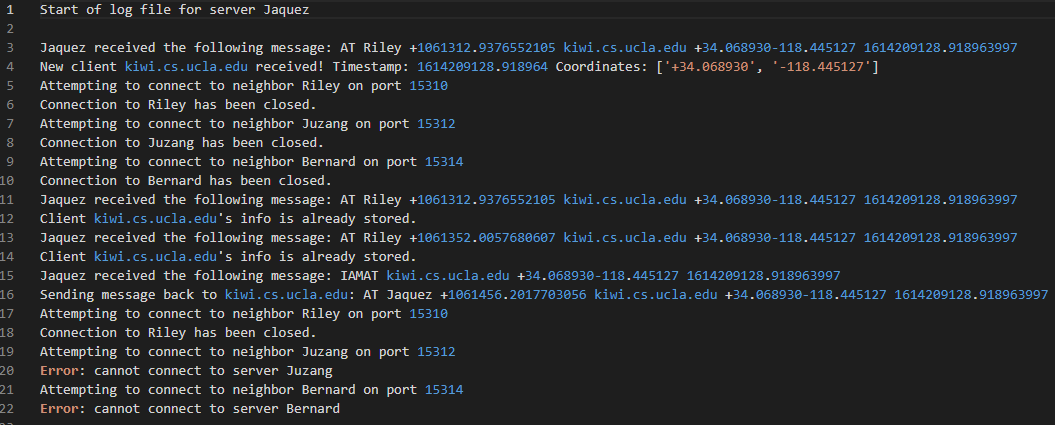 1 Start of log file for server Jaquez
2
3 Jaquez received the following message: AT Riley +1061312.9376552105 kiwi.cs.ucla.edu +34.068930-118.445127 1614209128.918963997
4 New client kiwi.cs.ucla.edu received! Timestamp: 1614209128.918964 Coordinates: ['+34.068930', '-118.445127']
5 Attempting to connect to neighbor Riley on port 15310
6 Connection to Riley has been closed.
7 Attempting to connect to neighbor Juzang on port 15312
8 Connection to Juzang has been closed.
9 Attempting to connect to neighbor Bernard on port 15314
10 Connection to Bernard has been closed.
11 Jaquez received the following message: AT Riley +1061312.9376552105 kiwi.cs.ucla.edu +34.068930-118.445127 1614209128.918963997
12 Client kiwi.cs.ucla.edu's info is already stored.
13 Jaquez received the following message: AT Riley +1061352.0057680607 kiwi.cs.ucla.edu +34.068930-118.445127 1614209128.918963997
14 Client kiwi.cs.ucla.edu's info is already stored.
15 Jaquez received the following message: IAMAT kiwi.cs.ucla.edu +34.068930-118.445127 1614209128.918963997
16 Sending message back to kiwi.cs.ucla.edu: AT Jaquez +1061456.2017703056 kiwi.cs.ucla.edu +34.068930-118.445127 1614209128.918963997
17 Attempting to connect to neighbor Riley on port 15310
18 Connection to Riley has been closed.
19 Attempting to connect to neighbor Juzang on port 15312
20 Error: cannot connect to server Juzang
21 Attempting to connect to neighbor Bernard on port 15314
22 Error: cannot connect to server Bernard